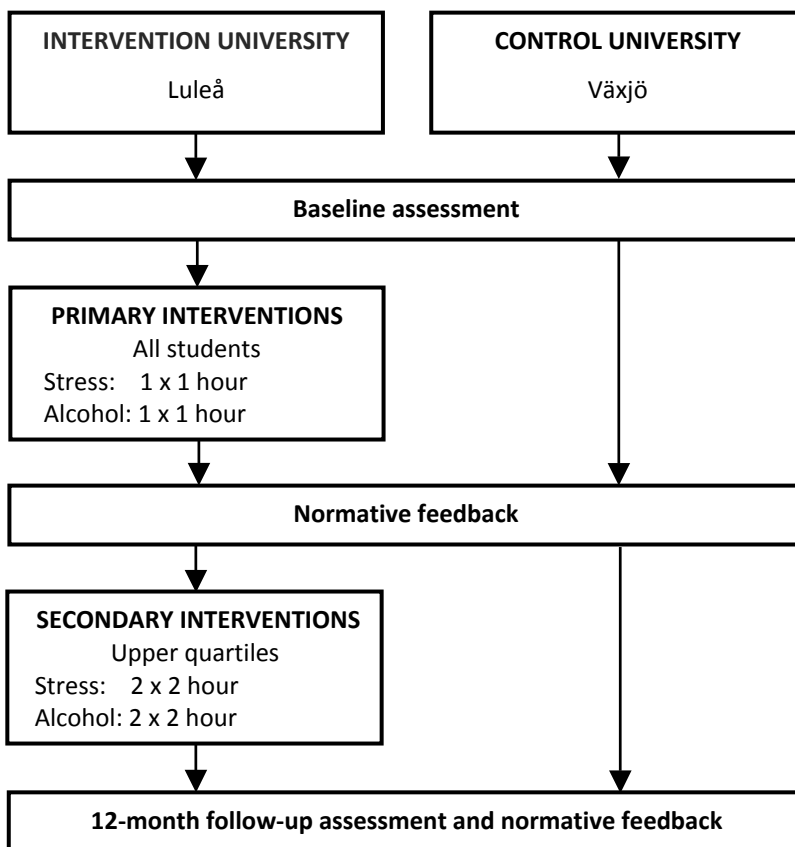 INTERVENTION UNIVERSITY
Luleå
CONTROL UNIVERSITY
Växjö
Baseline assessment
PRIMARY INTERVENTIONS
All students
Stress: 1 x 1 hour
Alcohol: 1 x 1 hour
Normative feedback
SECONDARY INTERVENTIONS
Upper quartiles
Stress: 2 x 2 hour
Alcohol: 2 x 2 hour
12-month follow-up assessment and normative feedback